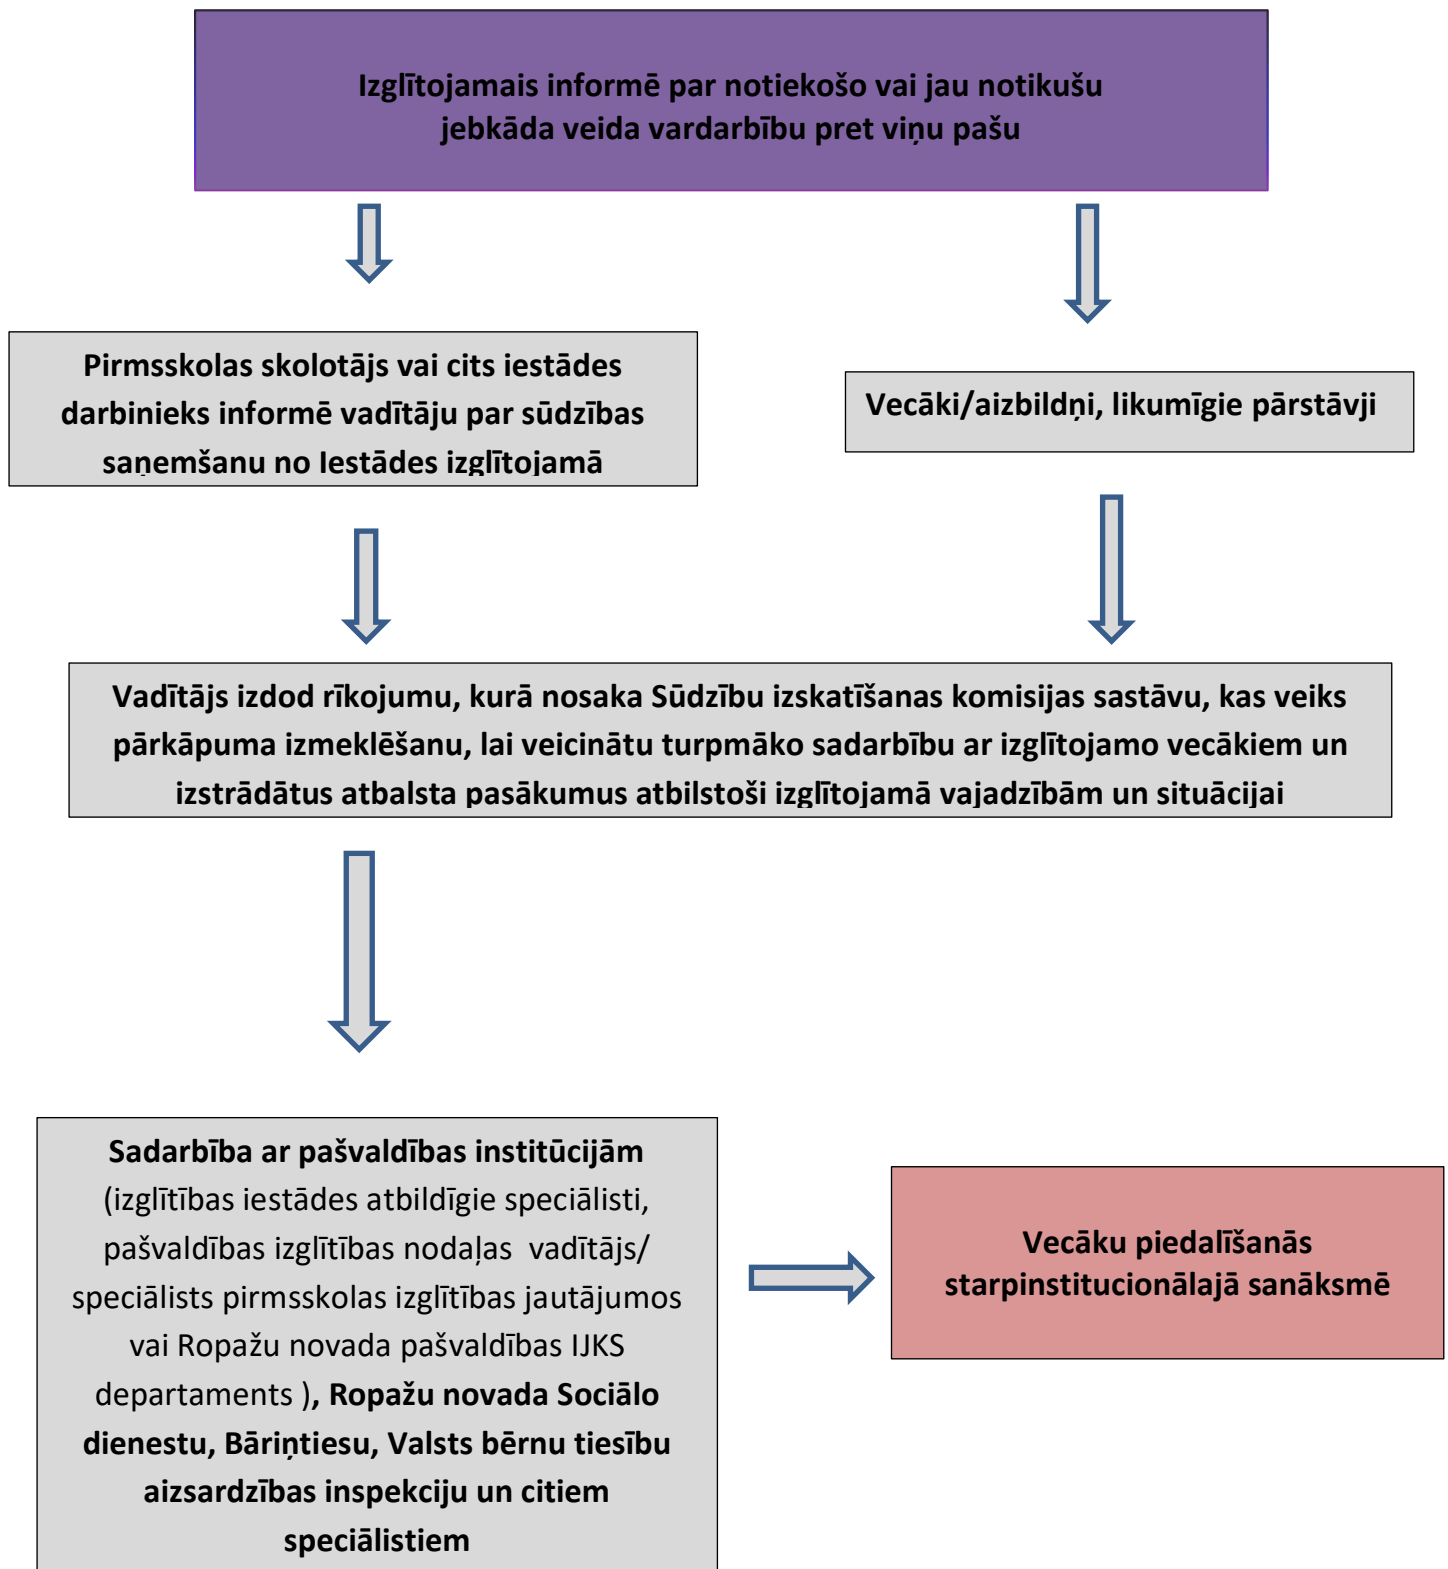 Izglītojamais informē par notiekošo vai jau notikušu
jebkāda veida vardarbību pret viņu pašu
Pirmsskolas skolotājs vai cits iestādes
darbinieks informē vadītāju par sūdzības
saņemšanu no Iestādes izglītojamā
Vecāki/aizbildņi, likumīgie pārstāvji
Vadītājs izdod rīkojumu, kurā nosaka Sūdzību izskatīšanas komisijas sastāvu, kas veiks
pārkāpuma izmeklēšanu, lai veicinātu turpmāko sadarbību ar izglītojamo vecākiem un
izstrādātus atbalsta pasākumus atbilstoši izglītojamā vajadzībām un situācijai
Sadarbība ar pašvaldības institūcijām
(izglītības iestādes atbildīgie speciālisti,
pašvaldības izglītības nodaļas vadītājs/
speciālists pirmsskolas izglītības jautājumos
vai Ropažu novada pašvaldības IJKS
departaments ), Ropažu novada Sociālo
dienestu, Bāriņtiesu, Valsts bērnu tiesību
aizsardzības inspekciju un citiem
speciālistiem
Vecāku piedalīšanās
starpinstitucionālajā sanāksmē